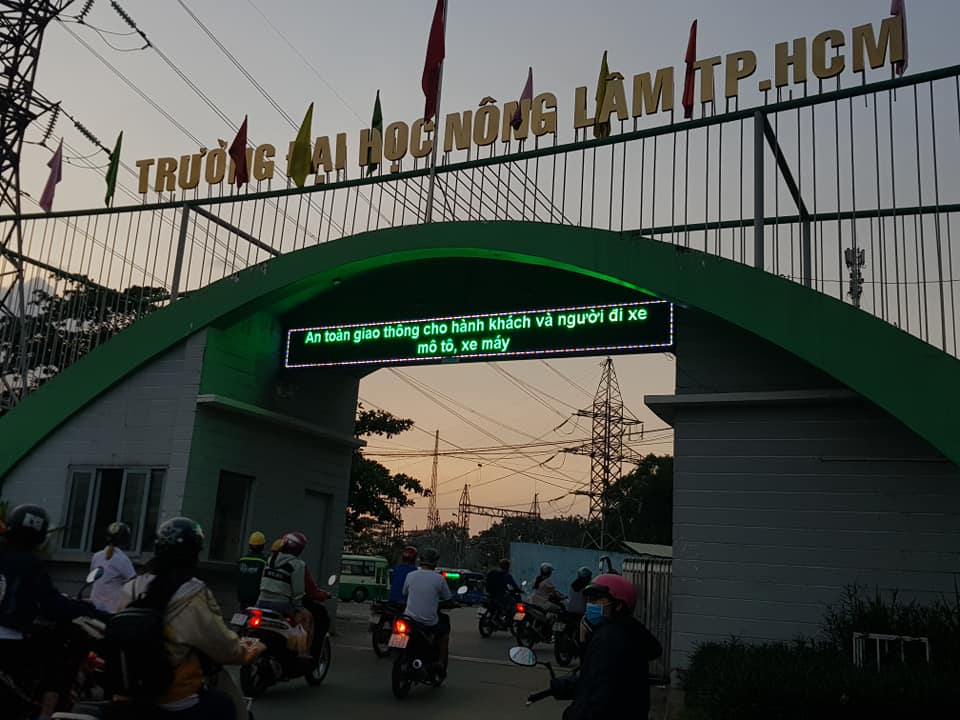 TRƯỜNG ĐẠI HỌC NÔNG LÂM TP.HCM
An toàn giao thông cho hành khách và người đi xe
mô tô, xe máy